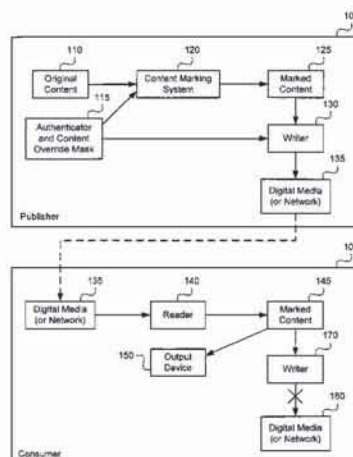 10
110
120
125
Original
Content
Content Marking
System
Marked
Content
115
130
Authenticator
and Content
Override Mask
Writer
135
Digital Media
(or Network)
Publisher
10
135
140
145
Digital Media
(or Network)
Reader
Marked
Content
150
Output
Device
170
Writer
160
Digital Media
(or Network)
Consumer